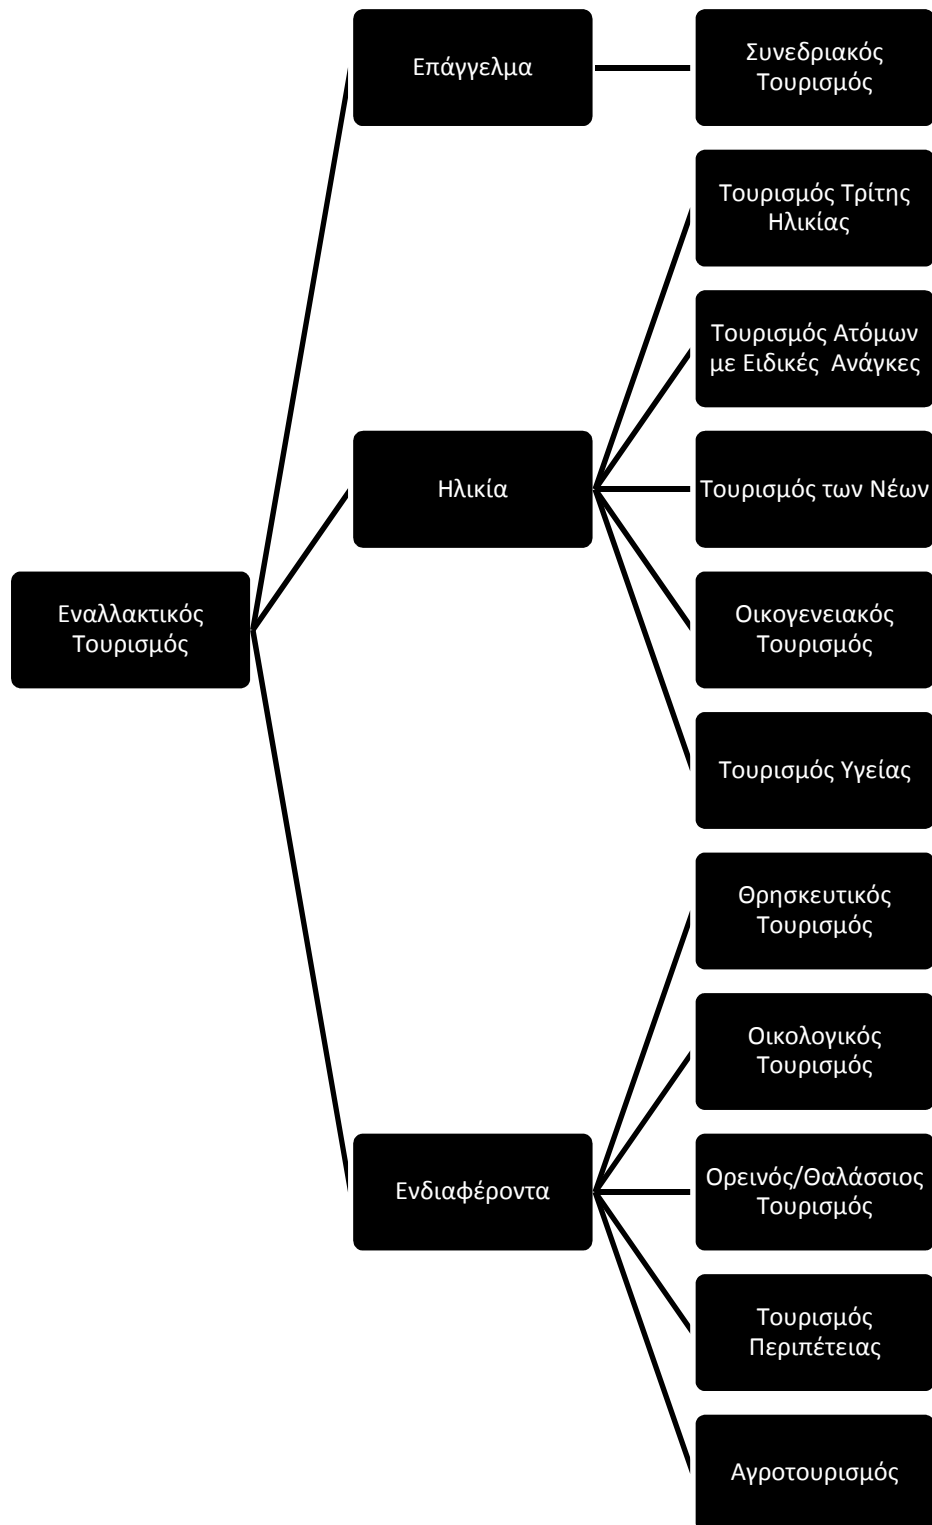 Επάγγελμα
Συνεδριακός
Τουρισμός
Τουρισμός Τρίτης
Ηλικίας
Τουρισμός Ατόμων
με Ειδικές  Ανάγκες
Ηλικία
Τουρισμός των Νέων
Εναλλακτικός
Τουρισμός
Οικογενειακός
Τουρισμός
Τουρισμός Υγείας
Θρησκευτικός
Τουρισμός
Οικολογικός
Τουρισμός
Ενδιαφέροντα
Ορεινός/Θαλάσσιος
Τουρισμός
Τουρισμός
Περιπέτειας
Αγροτουρισμός